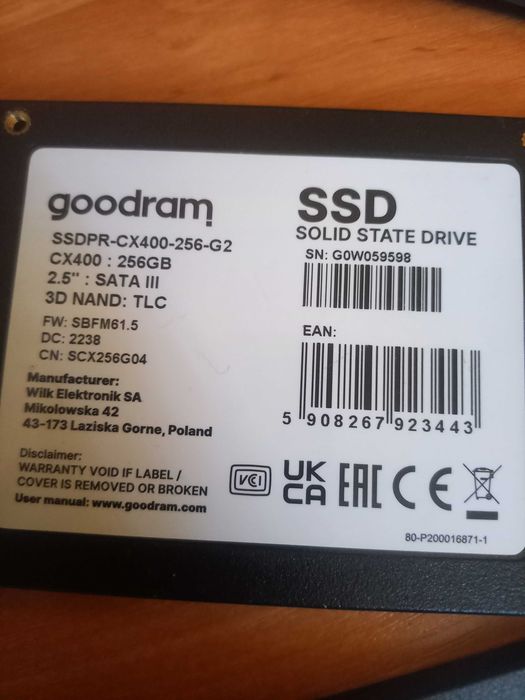 goodram
SSDPR-CX400-256-G2
CX400 : 256GB
2.5" : SATA III
3D NAND: TLC
FW: SBFM61.5
DC: 2238
CN: SCX256G04
Manufacturer:
Wilk Elektronik SA
Mikolowska 42
43-173 Laziska Gorne, Poland
Disclaimer:
WARRANTY VOID IF LABEL /
COVER IS REMOVED OR BROKEN
User manual: www.goodram.com
SSD
SOLID STATE DRIVE
SN: G0W059598
EAN:
5 908267 923443
VCI
UK
CA
EAC
CE
80-P200016871-1